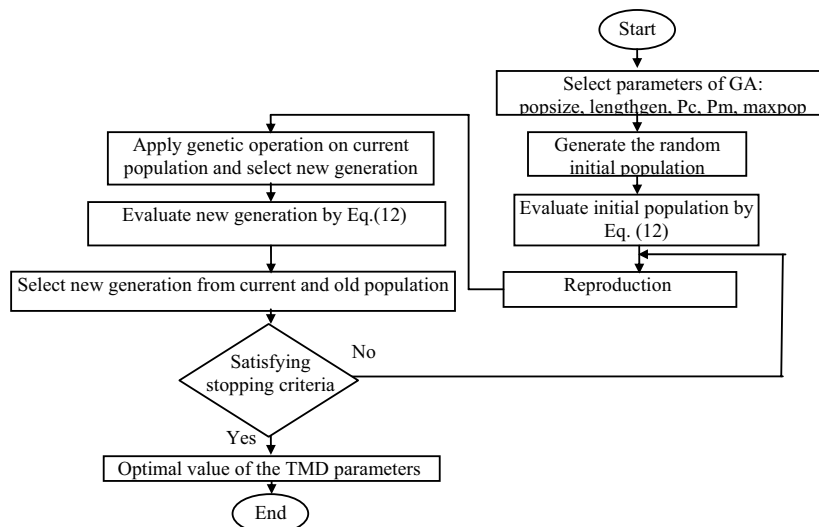 Start
Select parameters of GA:
popsize, lengthgen, Pc, Pm, maxpop
Generate the random
initial population
Evaluate initial population by
Eq. (12)
Reproduction
Apply genetic operation on current
population and select new generation
Evaluate new generation by Eq.(12)
Select new generation from current and old population
Satisfying
stopping criteria
No
Yes
Optimal value of the TMD parameters
End